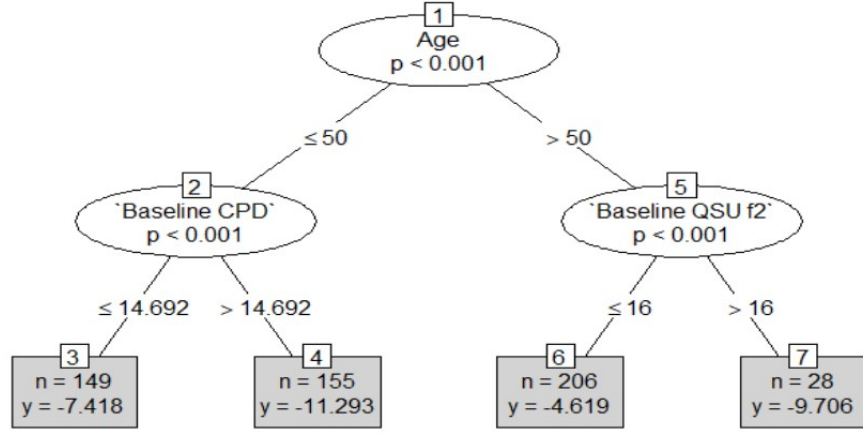 1
Age
p < 0.001
≤ 50
> 50
2
`Baseline CPD`
p < 0.001
5
`Baseline QSU f2`
p < 0.001
≤ 14.692
> 14.692
≤ 16
> 16
3
n = 149
y = -7.418
4
n = 155
y = -11.293
6
n = 206
y = -4.619
7
n = 28
y = -9.706